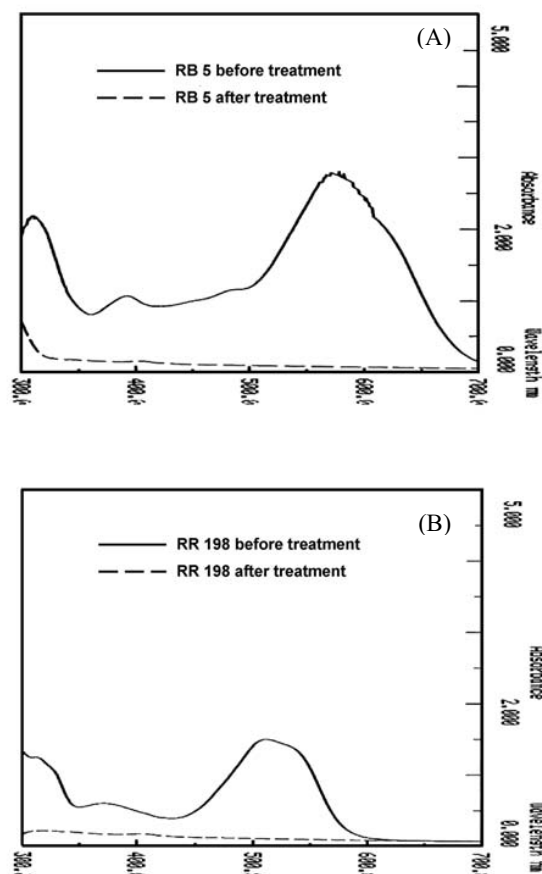 (A)
RB 5 before treatment
RB 5 after treatment
5.000
Absorbance
2.000
0.000
Wavelength nm
300.0
400.0
500.0
600.0
700.0
(B)
RR 198 before treatment
RR 198 after treatment
5.000
Absorbance
2.000
0.000
Wavelength nm
300.0
400.0
500.0
600.0
700.0